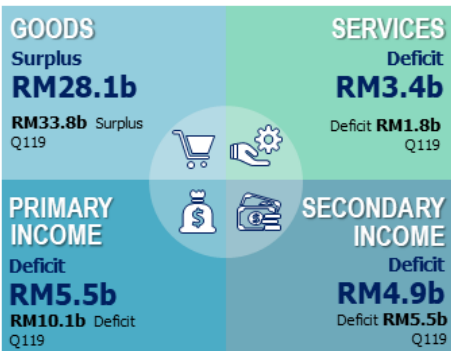 GOODS
Surplus
RM28.1b
RM33.8b Surplus
Q119
SERVICES
Deficit
RM3.4b
Deficit RM1.8b
Q119
PRIMARY
INCOME
Deficit
RM5.5b
RM10.1b Deficit
Q119
SECONDARY
INCOME
Deficit
RM4.9b
Deficit RM5.5b
Q119
$
$